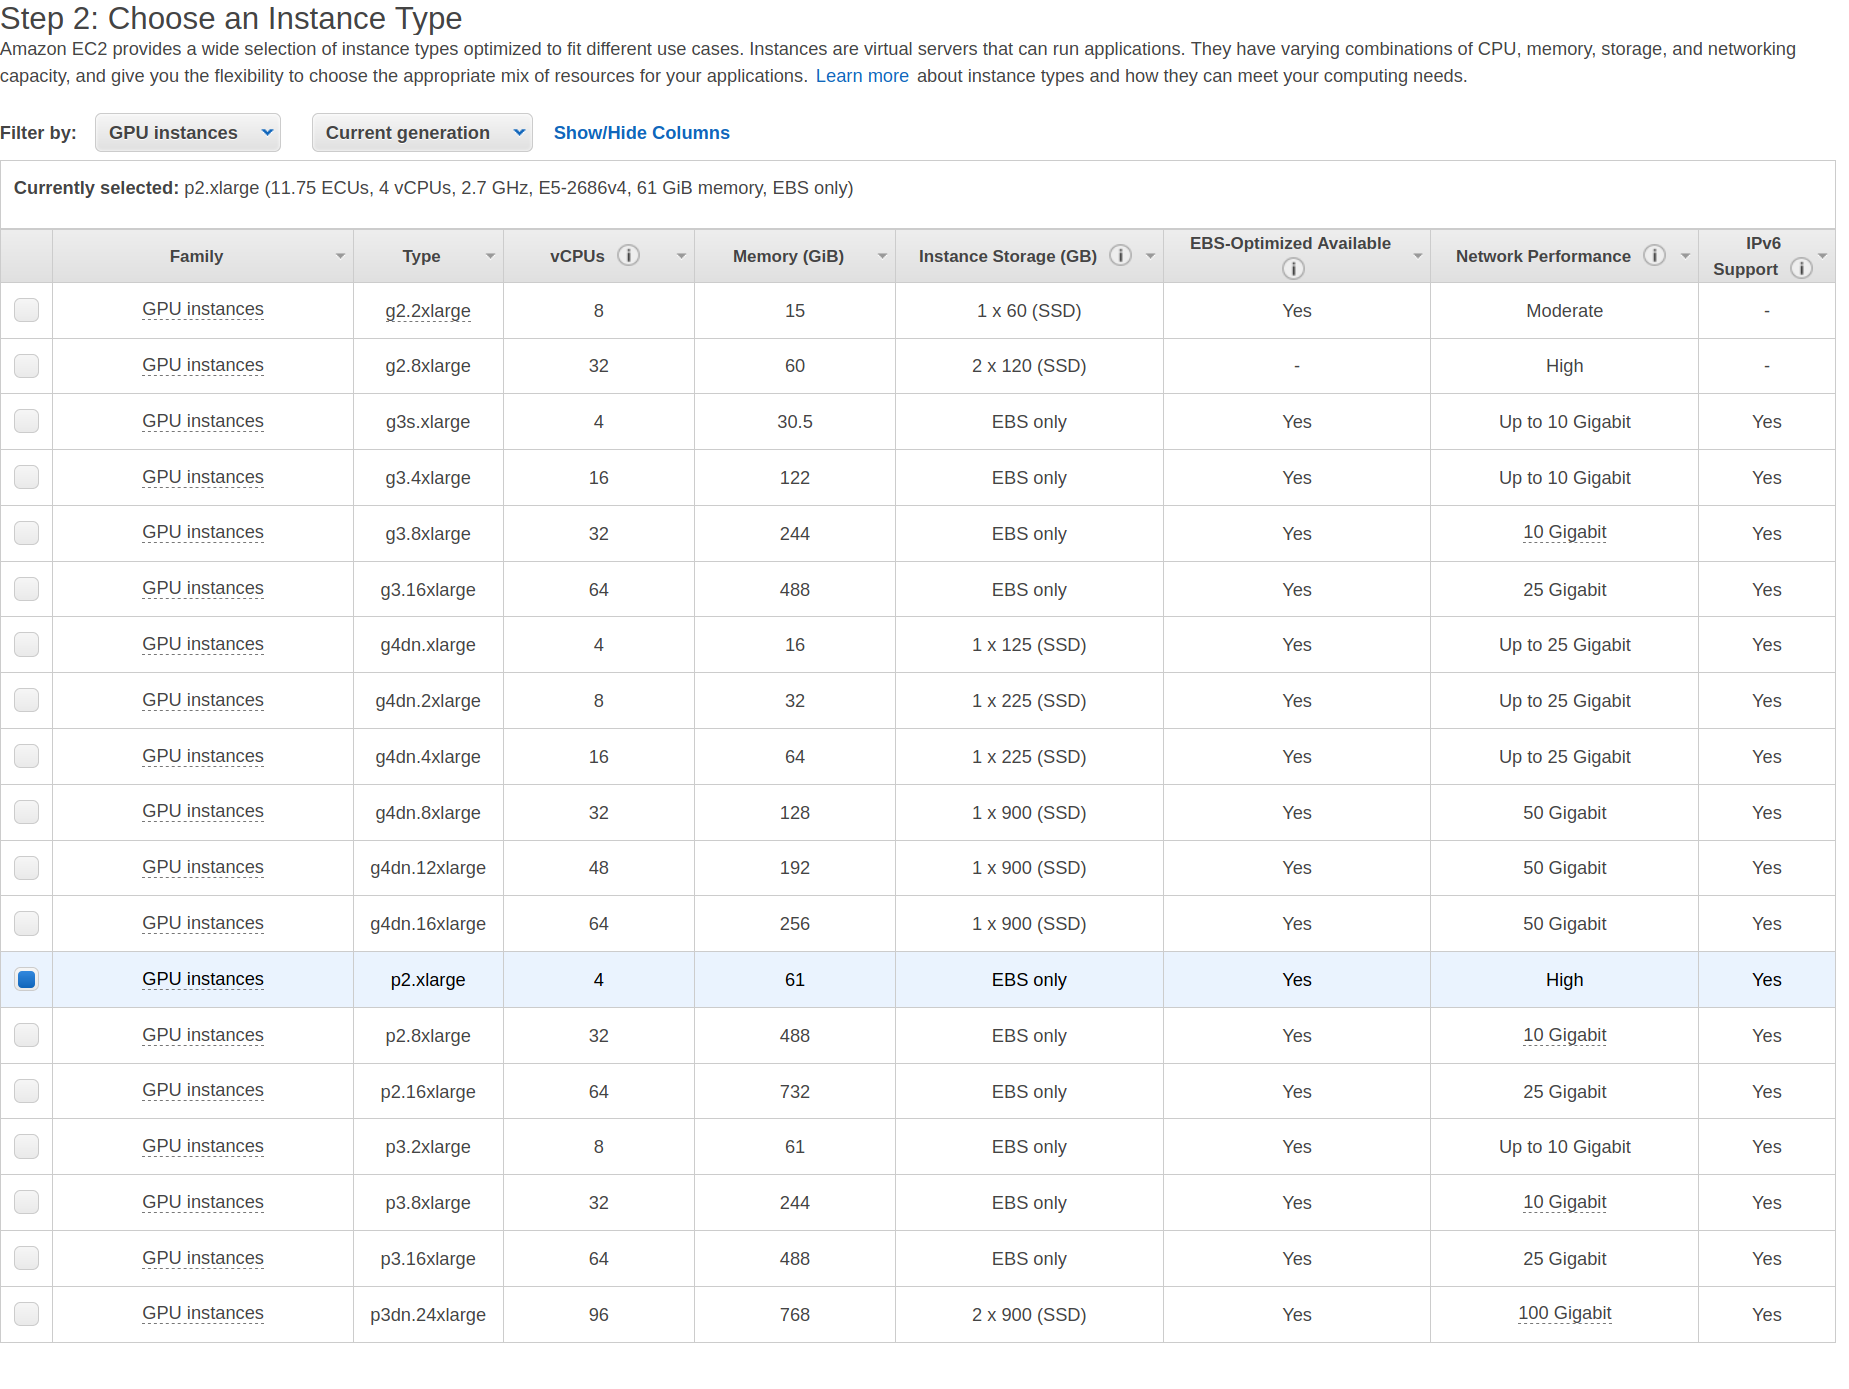 Step 2: Choose an Instance Type
Amazon EC2 provides a wide selection of instance types optimized to fit different use cases. Instances are virtual servers that can run applications. They have varying combinations of CPU, memory, storage, and networking
capacity, and give you the flexibility to choose the appropriate mix of resources for your applications. Learn more about instance types and how they can meet your computing needs.
Filter by: GPU instances Current generation Show/Hide Columns
Currently selected: p2.xlarge (11.75 ECUs, 4 vCPUs, 2.7 GHz, E5-2686v4, 61 GiB memory, EBS only)
Family Type vCPUs i Memory (GiB) Instance Storage (GB) i EBS-Optimized Available i Network Performance i IPv6 Support i
GPU instances g2.2xlarge 8 15 1 x 60 (SSD) Yes Moderate -
GPU instances g2.8xlarge 32 60 2 x 120 (SSD) - High -
GPU instances g3s.xlarge 4 30.5 EBS only Yes Up to 10 Gigabit Yes
GPU instances g3.4xlarge 16 122 EBS only Yes Up to 10 Gigabit Yes
GPU instances g3.8xlarge 32 244 EBS only Yes 10 Gigabit Yes
GPU instances g3.16xlarge 64 488 EBS only Yes 25 Gigabit Yes
GPU instances g4dn.xlarge 4 16 1 x 125 (SSD) Yes Up to 25 Gigabit Yes
GPU instances g4dn.2xlarge 8 32 1 x 225 (SSD) Yes Up to 25 Gigabit Yes
GPU instances g4dn.4xlarge 16 64 1 x 225 (SSD) Yes Up to 25 Gigabit Yes
GPU instances g4dn.8xlarge 32 128 1 x 900 (SSD) Yes 50 Gigabit Yes
GPU instances g4dn.12xlarge 48 192 1 x 900 (SSD) Yes 50 Gigabit Yes
GPU instances g4dn.16xlarge 64 256 1 x 900 (SSD) Yes 50 Gigabit Yes
GPU instances p2.xlarge 4 61 EBS only Yes High Yes
GPU instances p2.8xlarge 32 488 EBS only Yes 10 Gigabit Yes
GPU instances p2.16xlarge 64 732 EBS only Yes 25 Gigabit Yes
GPU instances p3.2xlarge 8 61 EBS only Yes Up to 10 Gigabit Yes
GPU instances p3.8xlarge 32 244 EBS only Yes 10 Gigabit Yes
GPU instances p3.16xlarge 64 488 EBS only Yes 25 Gigabit Yes
GPU instances p3dn.24xlarge 96 768 2 x 900 (SSD) Yes 100 Gigabit Yes